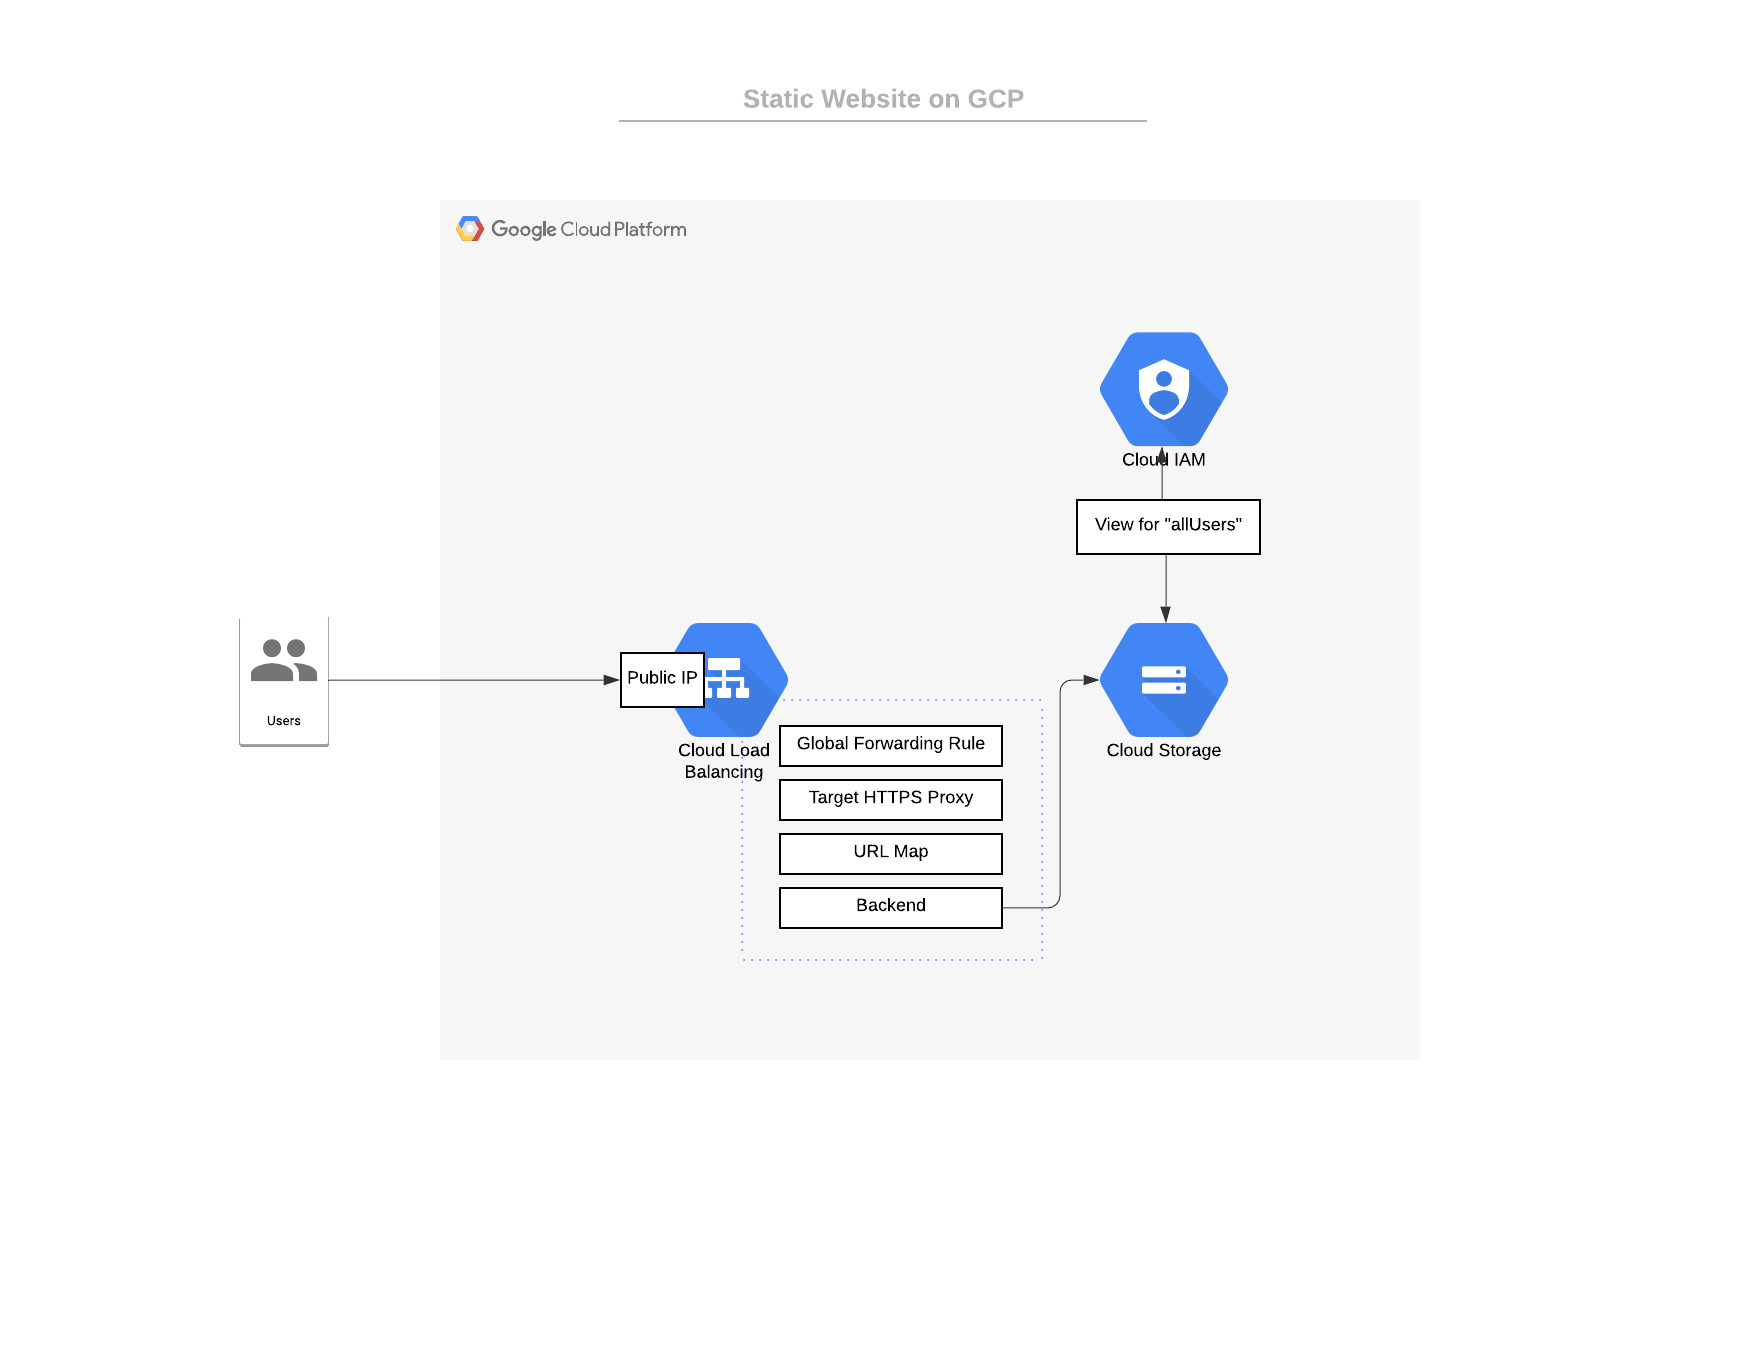 Static Website on GCP
Google Cloud Platform
Cloud IAM
View for "allUsers"
Users
Public IP
Cloud Load
Balancing
Global Forwarding Rule
Target HTTPS Proxy
URL Map
Backend
Cloud Storage